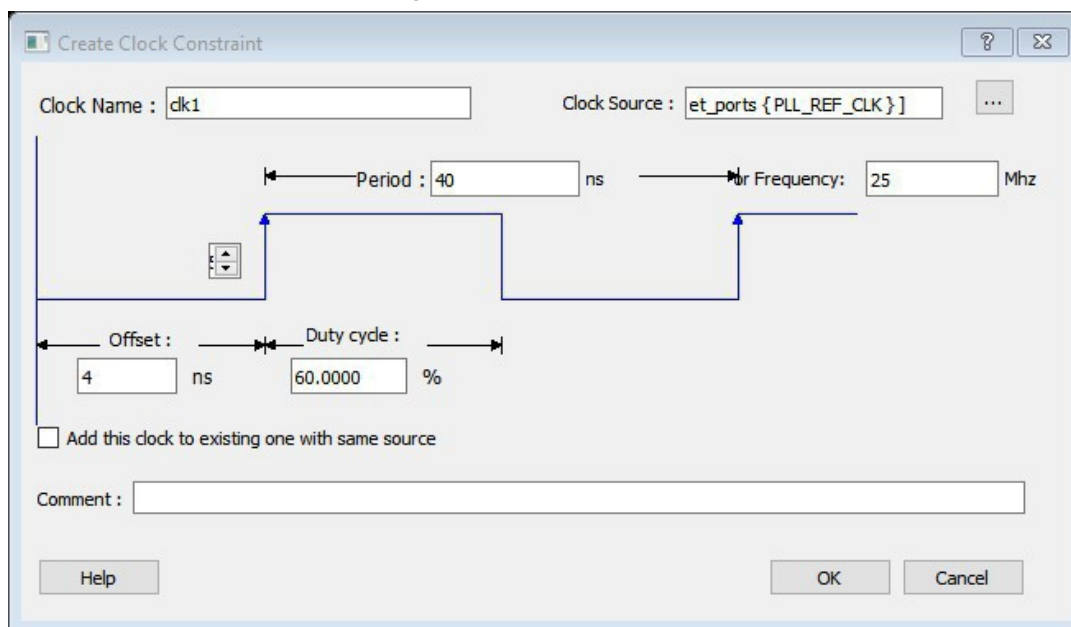 Create Clock Constraint
Clock Name : clk1 Clock Source : et_ports { PLL_REF_CLK } ] ...
Period : 40 ns or Frequency: 25 Mhz
Offset : Duty cycle :
4 ns 60.0000 %
Add this clock to existing one with same source
Comment :
Help OK Cancel